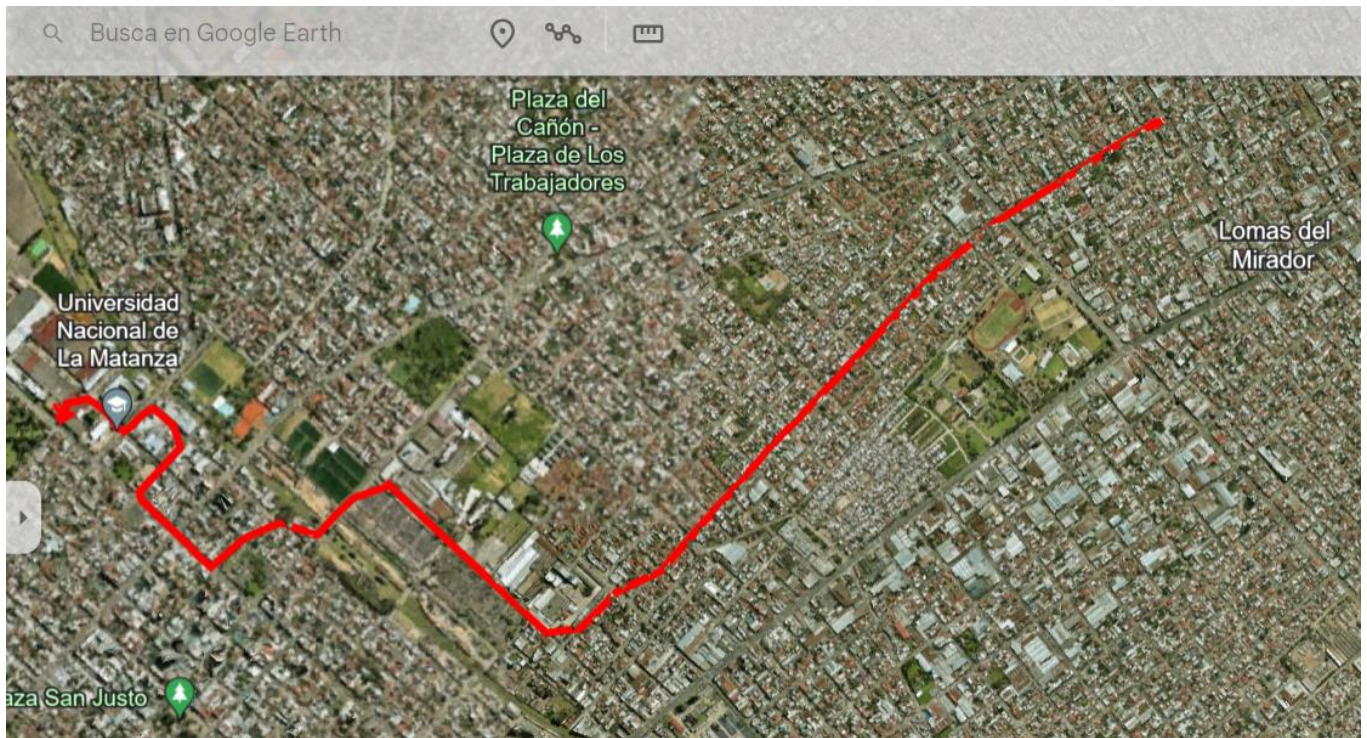 Busca en Google Earth
Plaza del
Cañón -
Plaza de Los
Trabajadores
Lomas del
Mirador
Universidad
Nacional de
La Matanza
aza San Justo